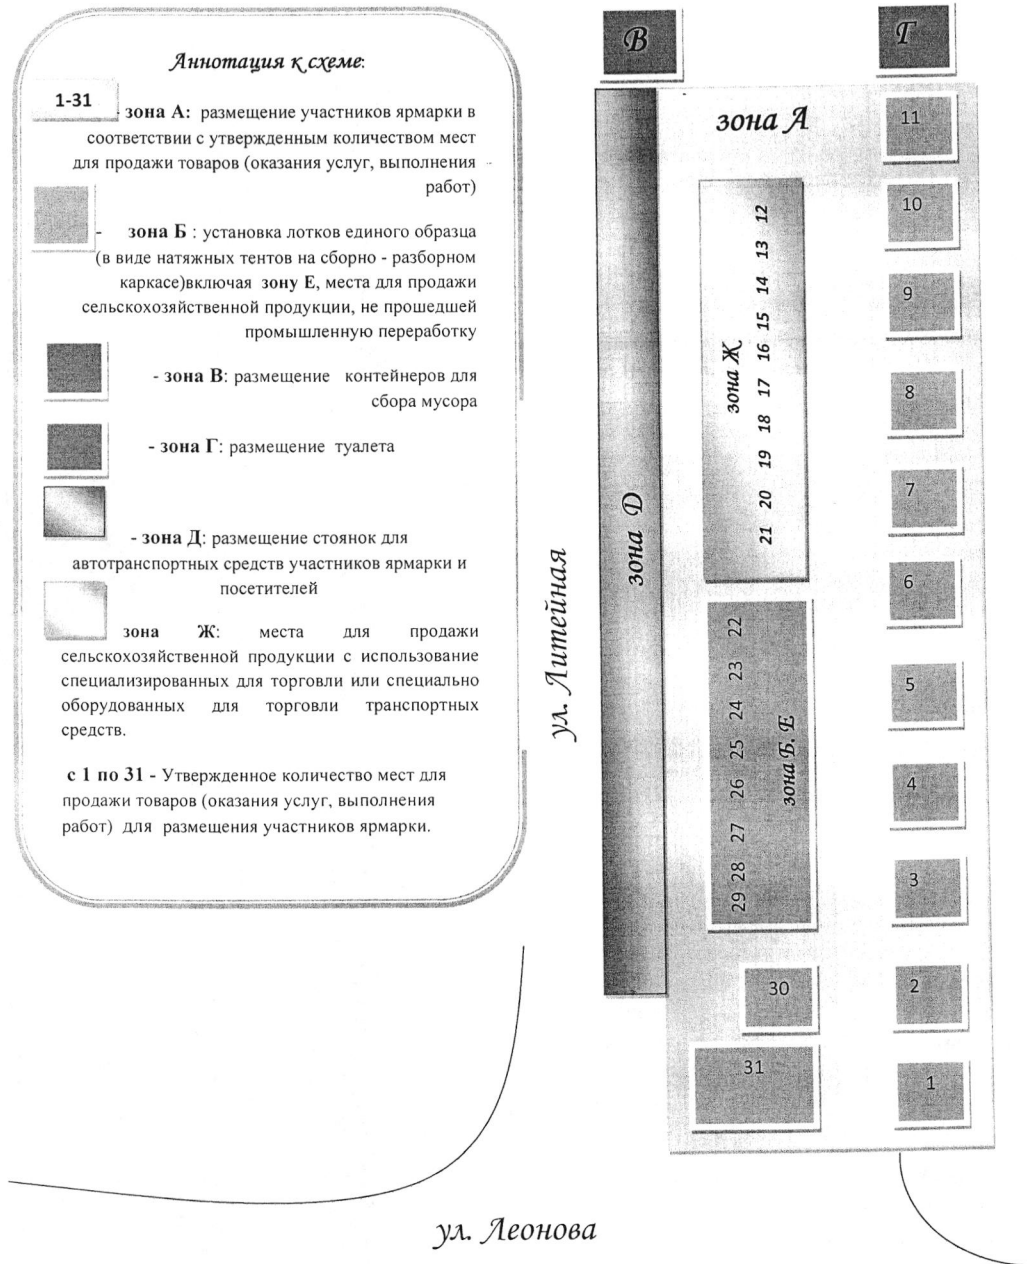 Аннотация к схеме:
1-31
- зона А: размещение участников ярмарки в
соответствии с утвержденным количеством мест
для продажи товаров (оказания услуг, выполнения
работ)
- зона Б : установка лотков единого образца
(в виде натяжных тентов на сборно - разборном
каркасе)включая зону Е, места для продажи
сельскохозяйственной продукции, не прошедшей
промышленную переработку
- зона В: размещение контейнеров для
сбора мусора
- зона Г: размещение туалета
- зона Д: размещение стоянок для
автотранспортных средств участников ярмарки и
посетителей
зона Ж: места для продажи
сельскохозяйственной продукции с использование
специализированных для торговли или специально
оборудованных для торговли транспортных
средств.
с 1 по 31 - Утвержденное количество мест для
продажи товаров (оказания услуг, выполнения
работ) для размещения участников ярмарки.
В
Г
зона А
зона D
ул. Литейная
зона Ж
12
13
14
15
16
17
18
19
20
21
22
23
24
25
26
27
28
29
зона Б. Е
30
31
11
10
9
8
7
6
5
4
3
2
1
ул. Леонова